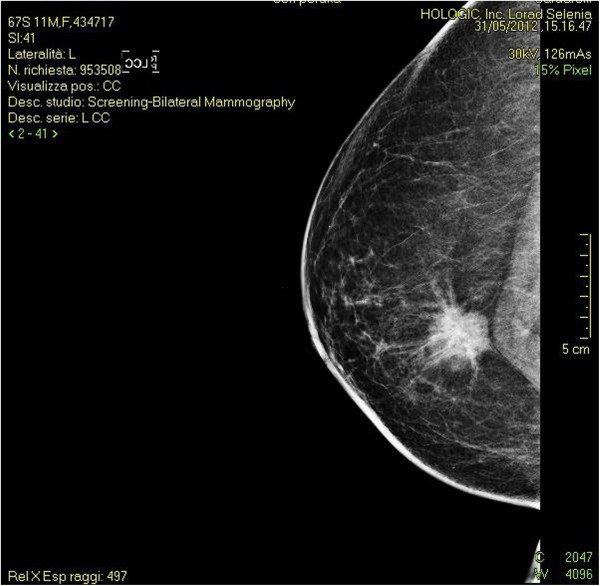 67S 11M,F,434717
SI:41
Lateralità: L
N. richiesta: 953508
Visualizza pos.: CC
Desc. studio: Screening-Bilateral Mammography
Desc. serie: L CC
< 2 - 41 >
HOLOGIC, Inc. Lorad Selenia
31/05/2012, 15.16.47
30kV, 126mAs
15% Pixel
5 cm
Rel X Esp raggi: 497
C 2047
W 4096